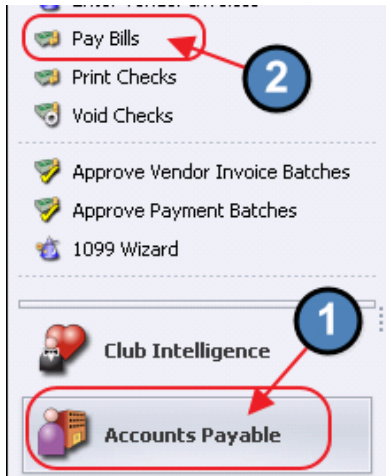 Pay Bills
2
Print Checks
Void Checks
Approve Vendor Invoice Batches
Approve Payment Batches
1099 Wizard
1
Club Intelligence
Accounts Payable